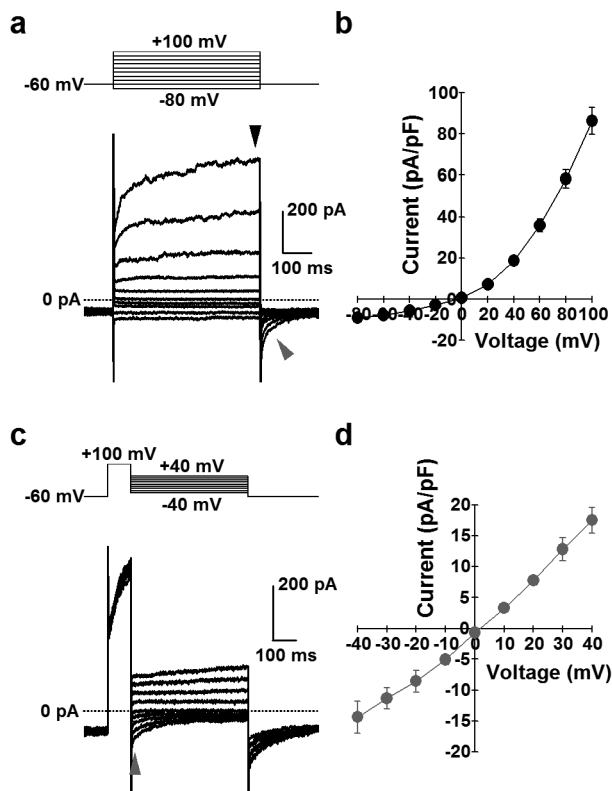 a
+100 mV
-60 mV
-80 mV
200 pA
100 ms
0 pA
b
Current (pA/pF)
100
80
60
40
20
0
-20
-80 -60 -40 -20 0 20 40 60 80 100
Voltage (mV)
c
+100 mV
+40 mV
-60 mV
-40 mV
200 pA
100 ms
0 pA
d
Current (pA/pF)
20
15
10
5
0
-5
-10
-15
-20
-40 -30 -20 -10 0 10 20 30 40
Voltage (mV)